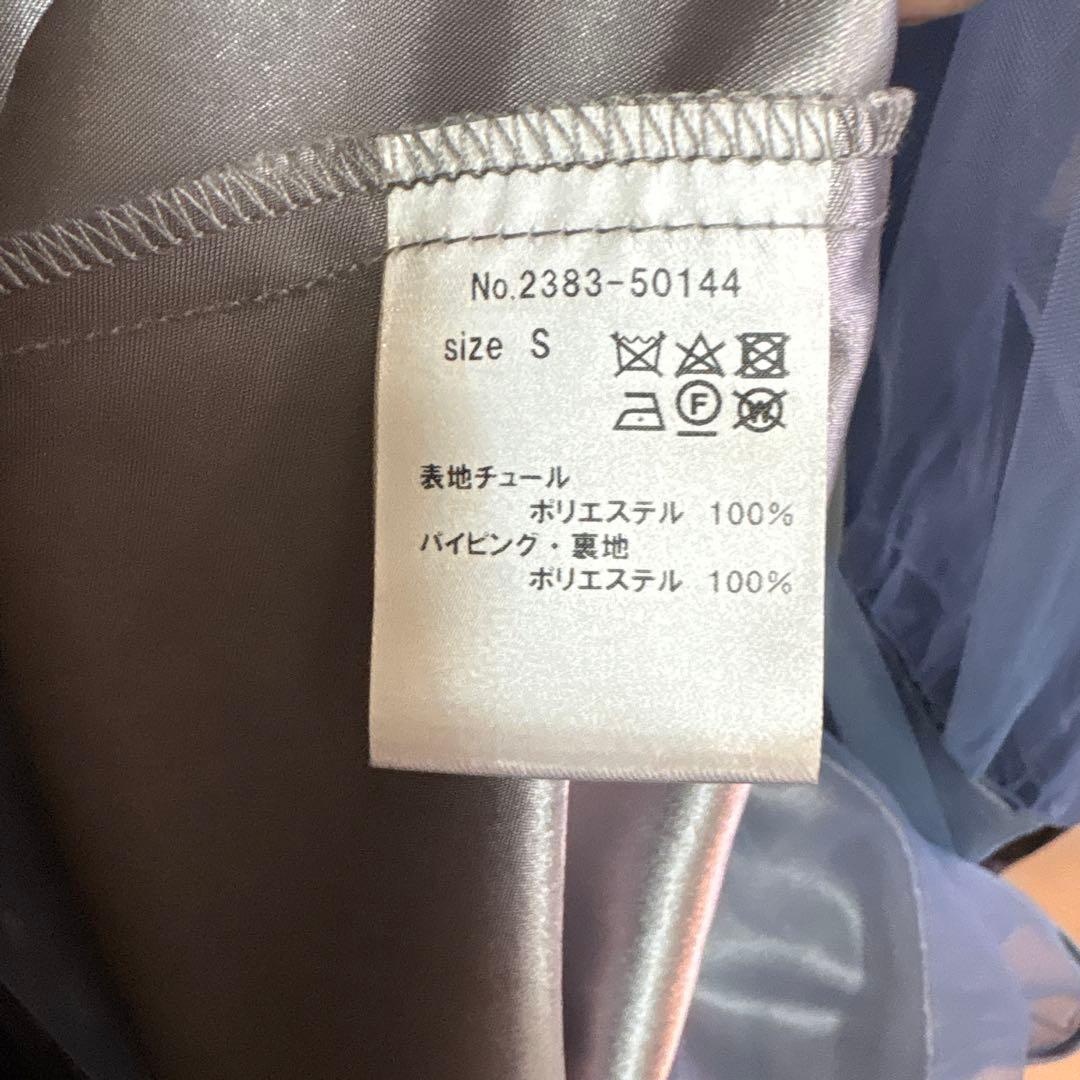 No.2383-50144
size S
F W
表地チュール
ポリエステル 100%
パイピング・裏地
ポリエステル 100%